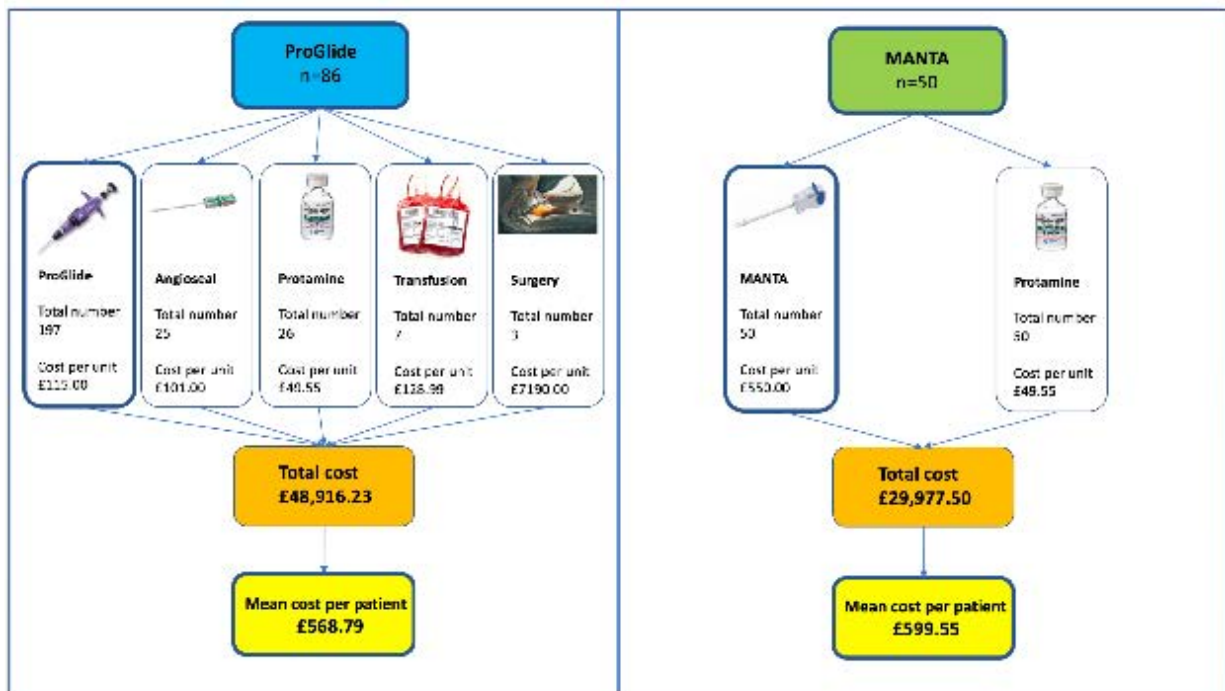 ProGlide
n=86
ProGlide
Total number
197
Cost per unit
£115.00
Angioseal
Total number
25
Cost per unit
£101.00
Protamine
Total number
26
Cost per unit
£49.55
Transfusion
Total number
7
Cost per unit
£128.99
Surgery
Total number
3
Cost per unit
£7190.00
Total cost
£48,916.23
Mean cost per patient
£568.79
MANTA
n=50
MANTA
Total number
50
Cost per unit
£550.00
Protamine
Total number
50
Cost per unit
£49.55
Total cost
£29,977.50
Mean cost per patient
£599.55